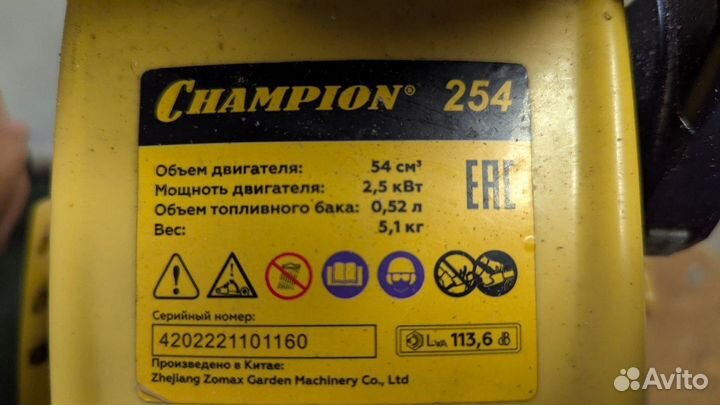 CHAMPION® 254
Объем двигателя: 54 см³
Мощноть двигателя: 2,5 кВт
Объем топливного бака: 0,52 л
Вес: 5,1 кг
EAC
Серийный номер:
4202221101160
LWA 113,6 dB
Произведено в Китае:
Zhejiang Zomax Garden Machinery Co., Ltd
Avito